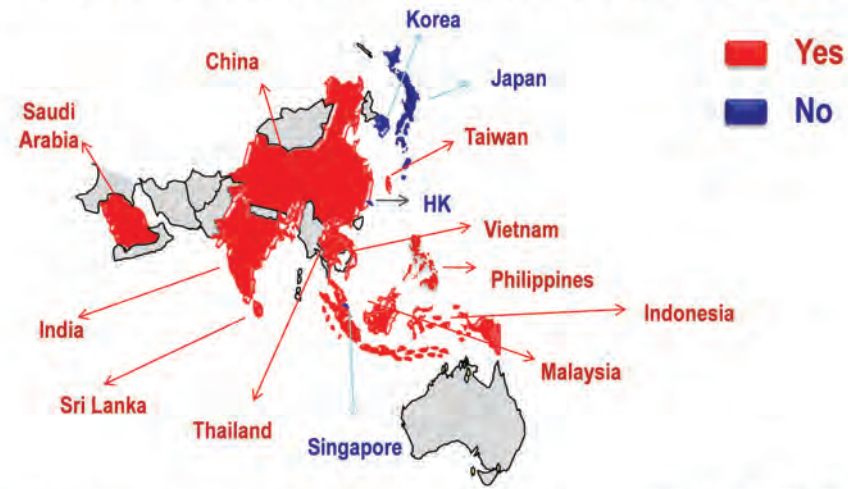 Korea
China
Japan
Saudi
Arabia
Taiwan
HK
Vietnam
Philippines
Indonesia
India
Malaysia
Sri Lanka
Thailand
Singapore
Yes
No